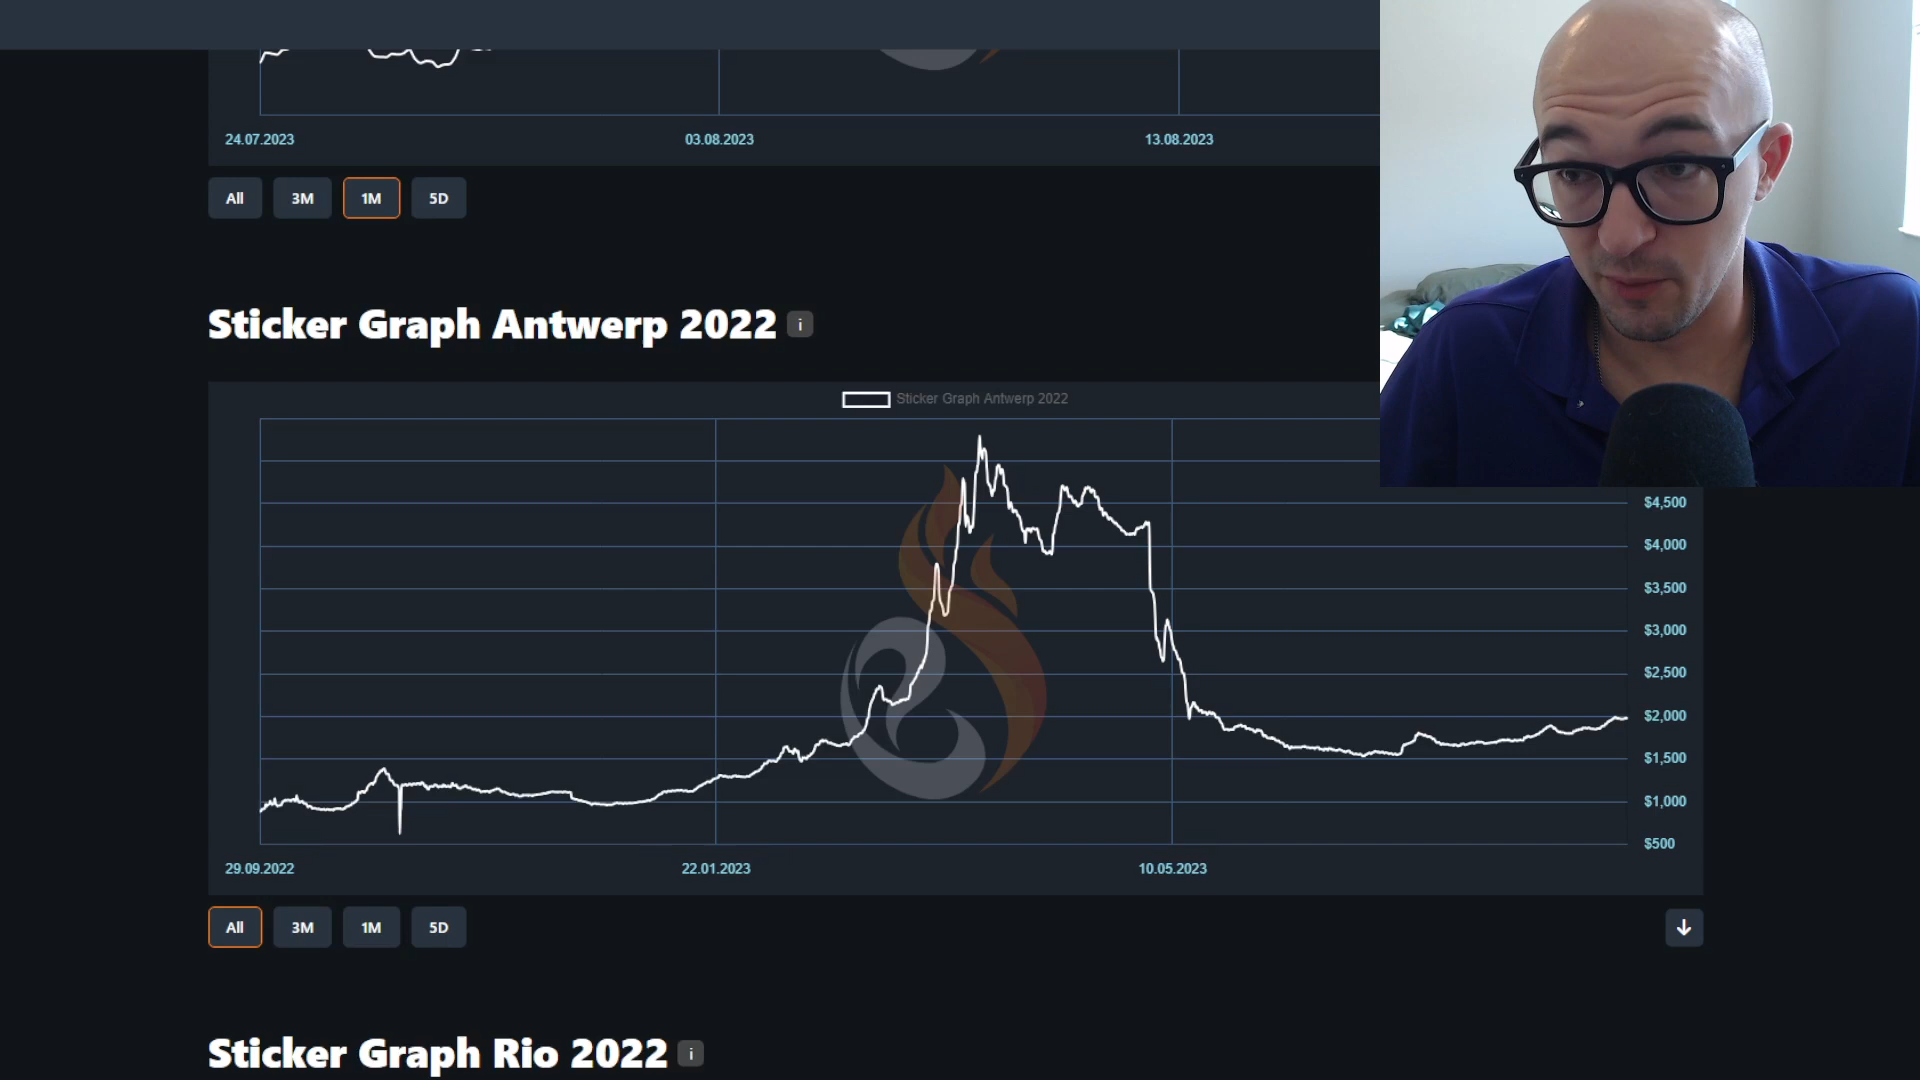 24.07.2023 03.08.2023 13.08.2023
All 3M 1M 5D
Sticker Graph Antwerp 2022 i
Sticker Graph Antwerp 2022
$4,500
$4,000
$3,500
$3,000
$2,500
$2,000
$1,500
$1,000
$500
29.09.2022 22.01.2023 10.05.2023
All 3M 1M 5D
Sticker Graph Rio 2022 i